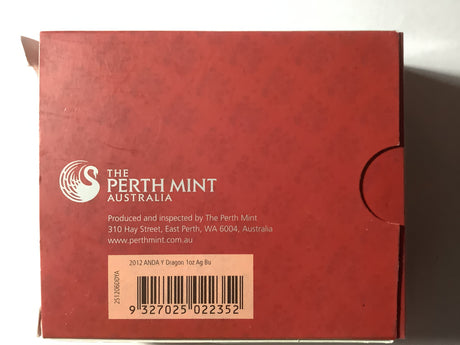 THE
PERTH MINT
AUSTRALIA
Produced and inspected by The Perth Mint
310 Hay Street, East Perth, WA 6004, Australia
www.perthmint.com.au
2012 ANDA Y Dragon 1oz Ag Bu
2S1206DDYA
9 327025 022352